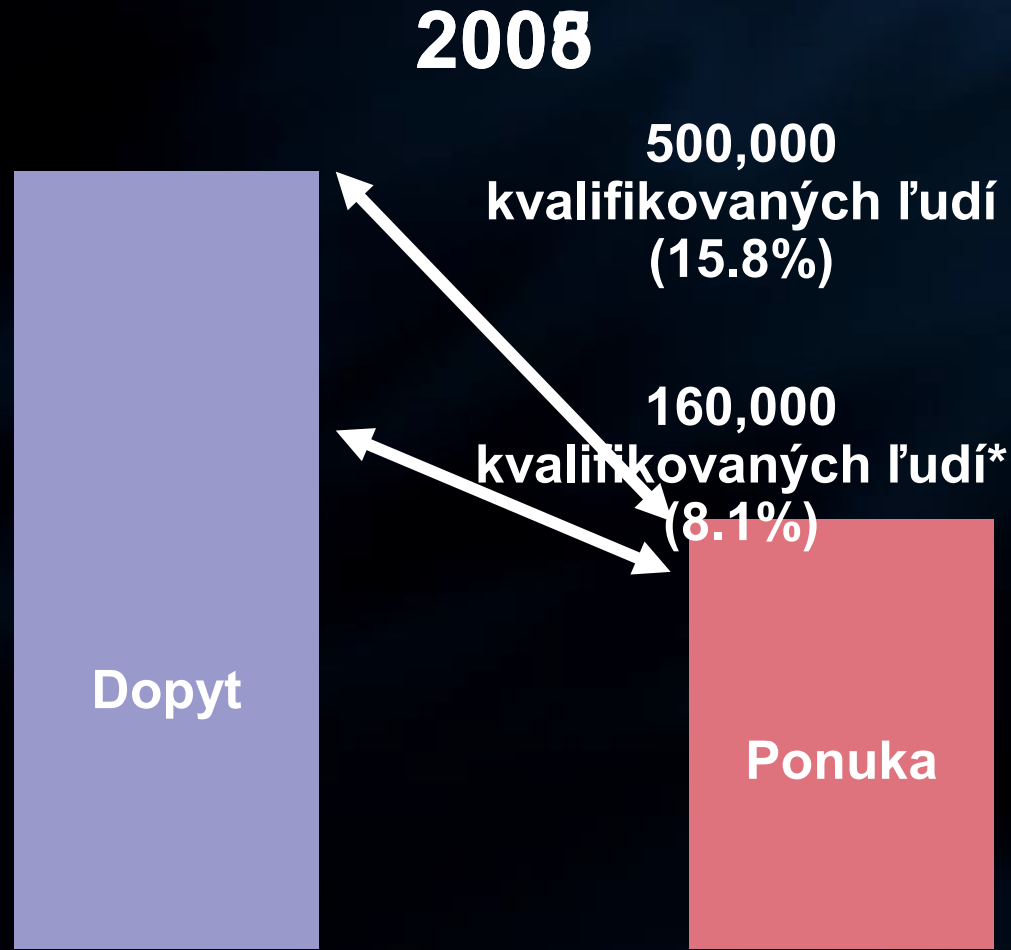 500,000
kvalifikovaných ľudí
(15.8%)
160,000
kvalifikovaných ľudí*
(8.1%)
Dopyt
Ponuka